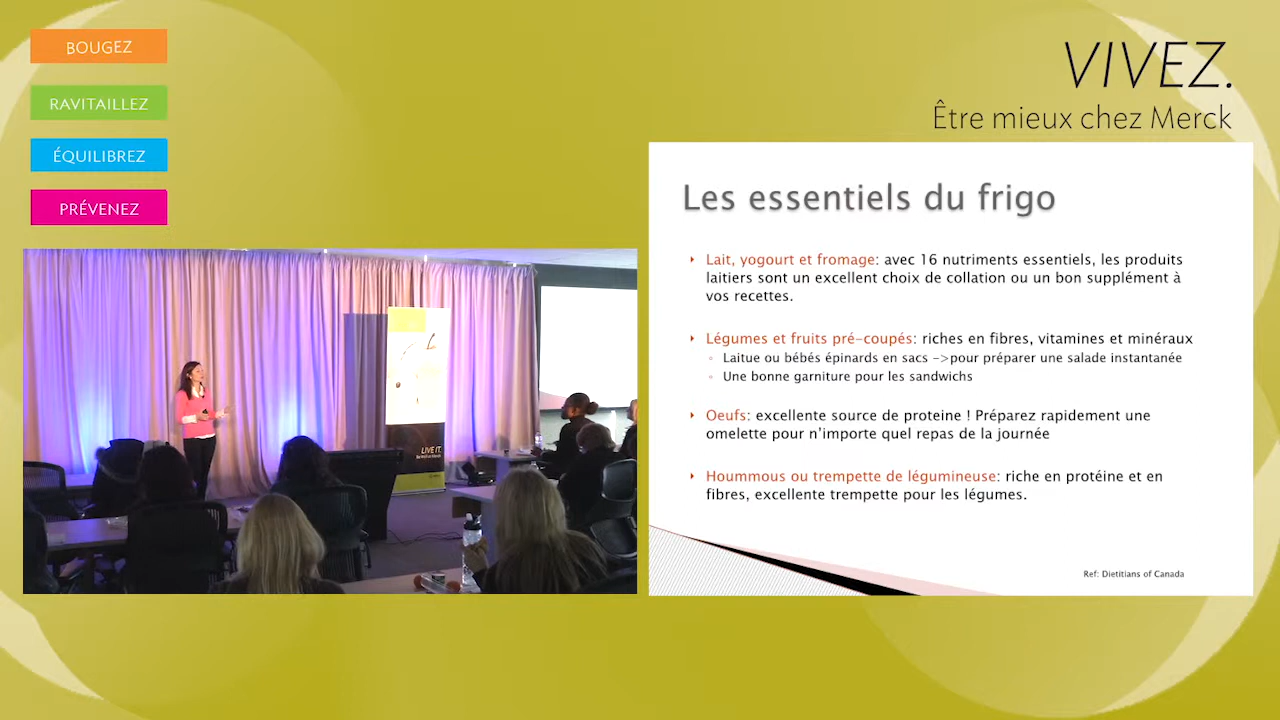 BOUGEZ
RAVITAILLEZ
ÉQUILIBREZ
PRÉVENEZ
VIVEZ.
Être mieux chez Merck
Les essentiels du frigo
Lait, yogourt et fromage: avec 16 nutriments essentiels, les produits
laitiers sont un excellent choix de collation ou un bon supplément à
vos recettes.
Légumes et fruits pré-coupés: riches en fibres, vitamines et minéraux
Laitue ou bébés épinards en sacs ->pour préparer une salade instantanée
Une bonne garniture pour les sandwichs
Oeufs: excellente source de proteine ! Préparez rapidement une
omelette pour n'importe quel repas de la journée
Hoummous ou trempette de légumineuse: riche en protéine et en
fibres, excellente trempette pour les légumes.
Ref: Dietitians of Canada
LIVE IT.
Be Well at Merck